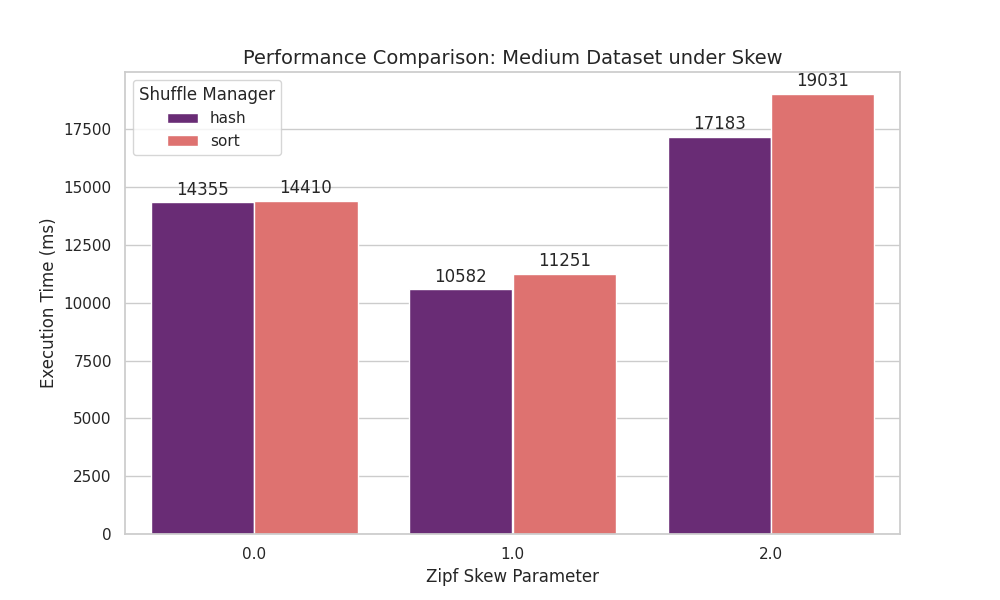 Performance Comparison: Medium Dataset under Skew
Shuffle Manager
hash
sort
Execution Time (ms)
17500
15000
12500
10000
7500
5000
2500
0
14355
14410
10582
11251
17183
19031
0.0
1.0
2.0
Zipf Skew Parameter